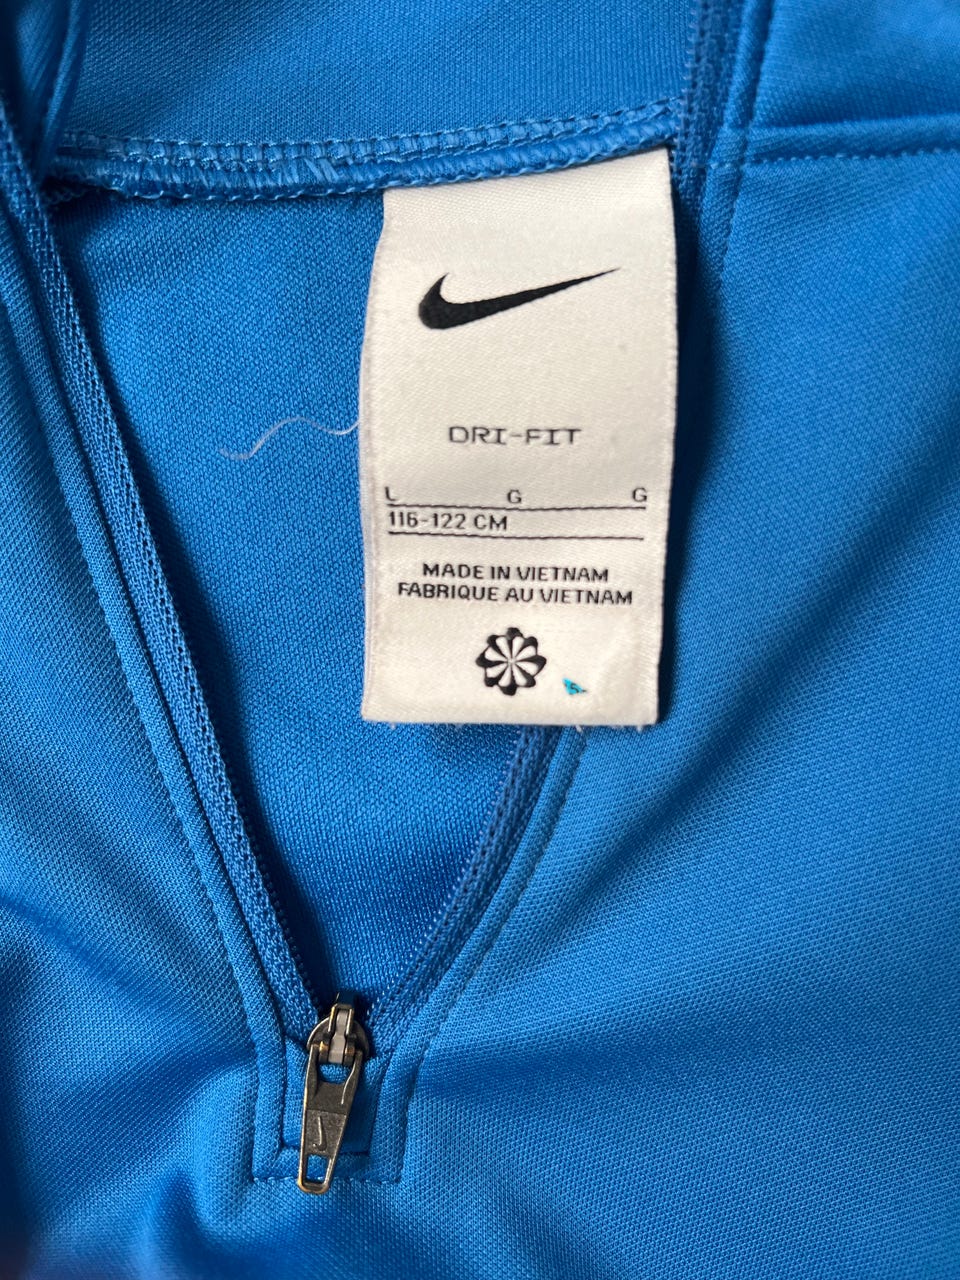 DRI-FIT
L G G
116-122 CM
MADE IN VIETNAM
FABRIQUE AU VIETNAM